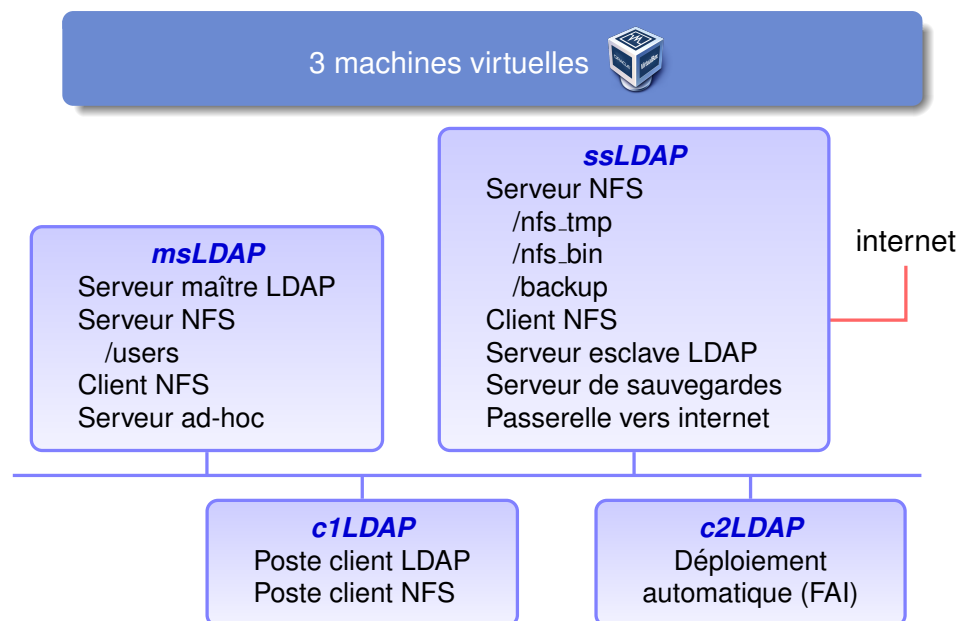 3 machines virtuelles
ssLDAP
Serveur NFS
/nfs_tmp
/nfs_bin
/backup
Client NFS
Serveur esclave LDAP
Serveur de sauvegardes
Passerelle vers internet
internet
msLDAP
Serveur maître LDAP
Serveur NFS
/users
Client NFS
Serveur ad-hoc
c1LDAP
Poste client LDAP
Poste client NFS
c2LDAP
Déploiement
automatique (FAI)